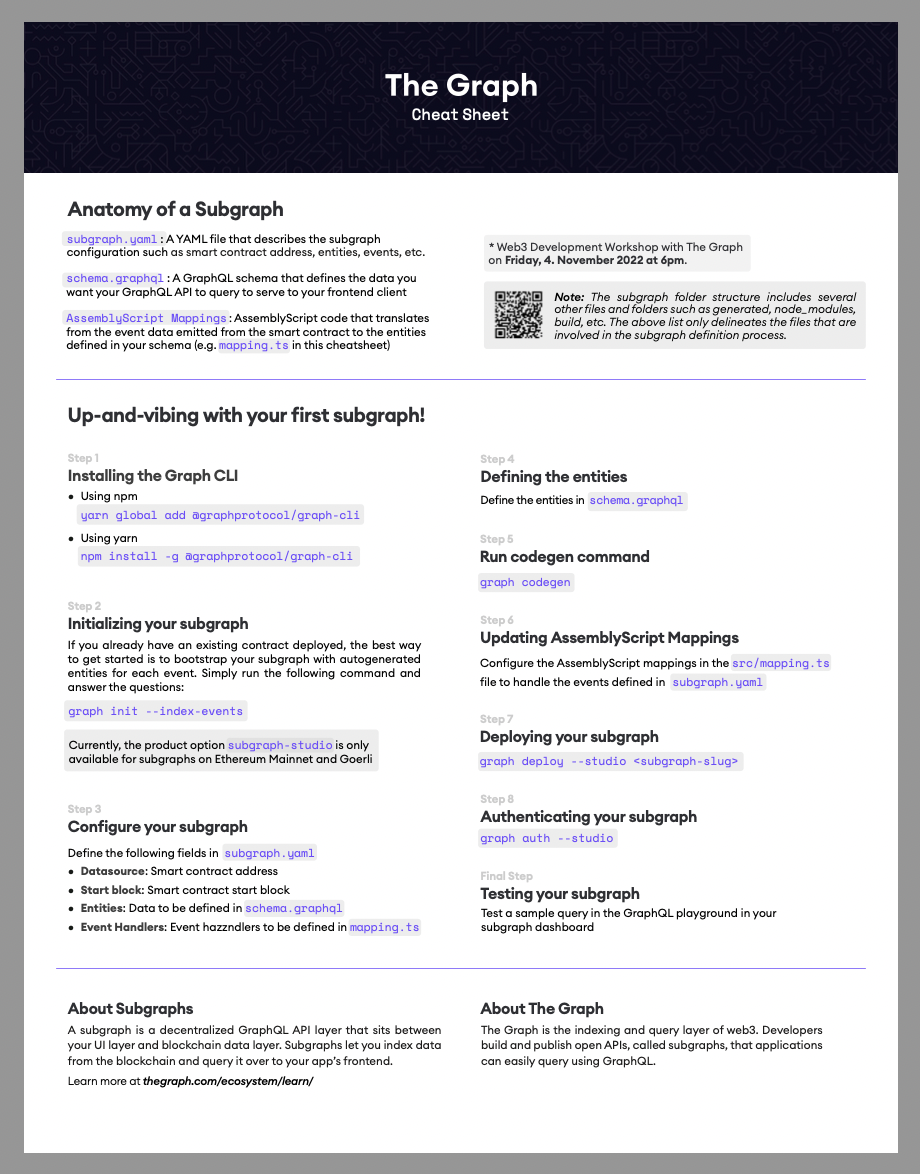 The Graph
Cheat Sheet
Anatomy of a Subgraph
subgraph.yaml : A YAML file that describes the subgraph
configuration such as smart contract address, entities, events, etc.
schema.graphql : A GraphQL schema that defines the data you
want your GraphQL API to query to serve to your frontend client
AssemblyScript Mappings : AssemblyScript code that translates
from the event data emitted from the smart contract to the entities
defined in your schema (e.g. mapping.ts in this cheatsheet)
* Web3 Development Workshop with The Graph
on Friday, 4. November 2022 at 6pm.
Note: The subgraph folder structure includes several
other files and folders such as generated, node_modules,
build, etc. The above list only delineates the files that are
involved in the subgraph definition process.
Up-and-vibing with your first subgraph!
Step 1
Installing the Graph CLI
• Using npm
yarn global add @graphprotocol/graph-cli
• Using yarn
npm install -g @graphprotocol/graph-cli
Step 2
Initializing your subgraph
If you already have an existing contract deployed, the best way
to get started is to bootstrap your subgraph with autogenerated
entities for each event. Simply run the following command and
answer the questions:
graph init --index-events
Currently, the product option subgraph-studio is only
available for subgraphs on Ethereum Mainnet and Goerli
Step 3
Configure your subgraph
Define the following fields in subgraph.yaml
• Datasource: Smart contract address
• Start block: Smart contract start block
• Entities: Data to be defined in schema.graphql
• Event Handlers: Event hazzndlers to be defined in mapping.ts
Step 4
Defining the entities
Define the entities in schema.graphql
Step 5
Run codegen command
graph codegen
Step 6
Updating AssemblyScript Mappings
Configure the AssemblyScript mappings in the src/mapping.ts
file to handle the events defined in subgraph.yaml
Step 7
Deploying your subgraph
graph deploy --studio <subgraph-slug>
Step 8
Authenticating your subgraph
graph auth --studio
Final Step
Testing your subgraph
Test a sample query in the GraphQL playground in your
subgraph dashboard
About Subgraphs
A subgraph is a decentralized GraphQL API layer that sits between
your UI layer and blockchain data layer. Subgraphs let you index data
from the blockchain and query it over to your app's frontend.
Learn more at thegraph.com/ecosystem/learn/
About The Graph
The Graph is the indexing and query layer of web3. Developers
build and publish open APIs, called subgraphs, that applications
can easily query using GraphQL.